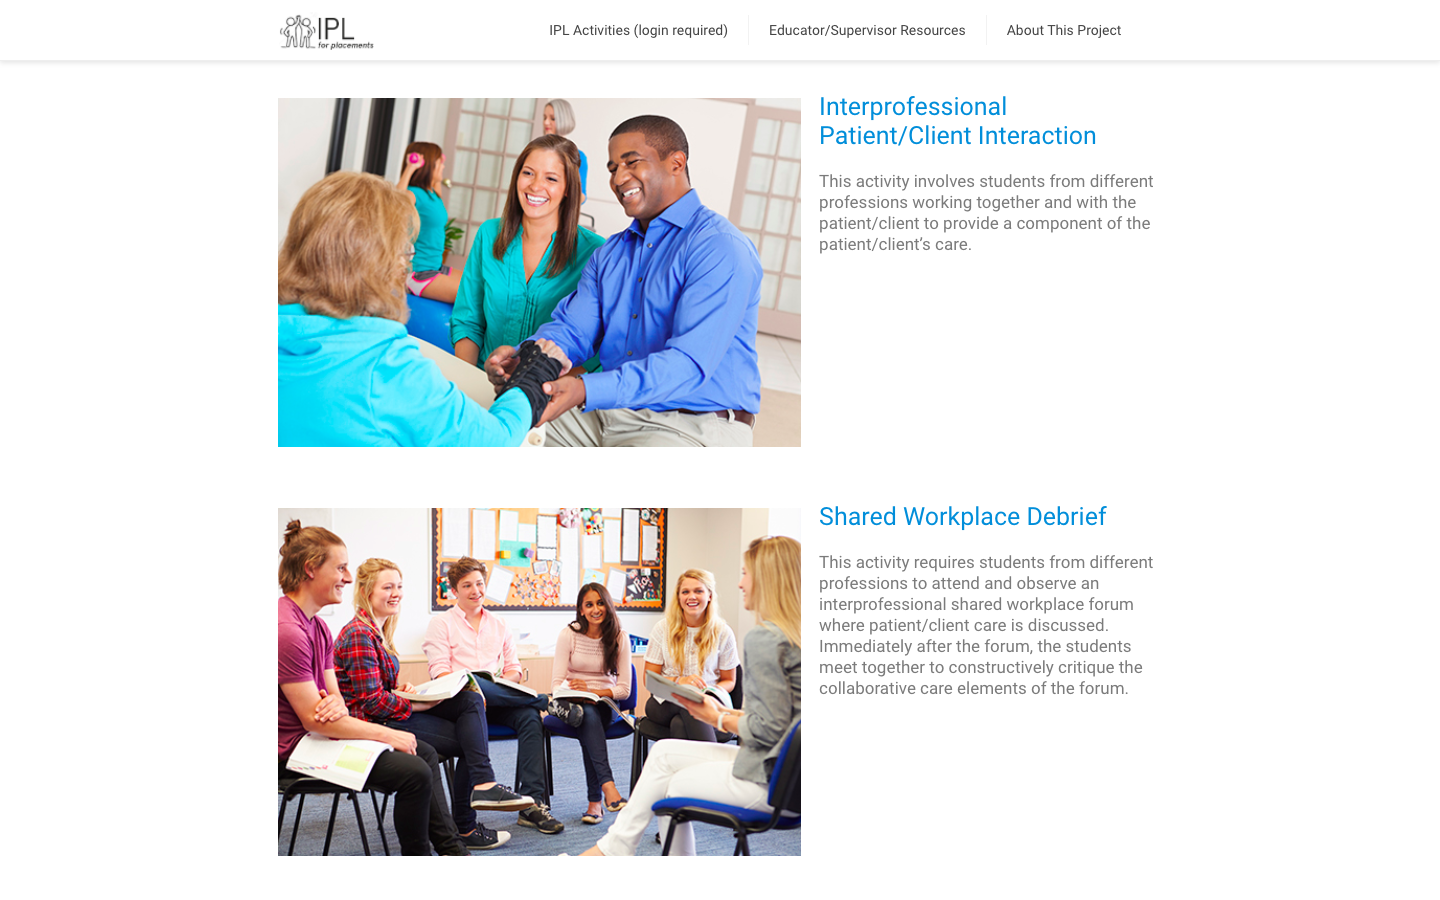 IPL
for placements
IPL Activities (login required)
Educator/Supervisor Resources
About This Project
Interprofessional
Patient/Client Interaction
This activity involves students from different
professions working together and with the
patient/client to provide a component of the
patient/client’s care.
Shared Workplace Debrief
This activity requires students from different
professions to attend and observe an
interprofessional shared workplace forum
where patient/client care is discussed.
Immediately after the forum, the students
meet together to constructively critique the
collaborative care elements of the forum.